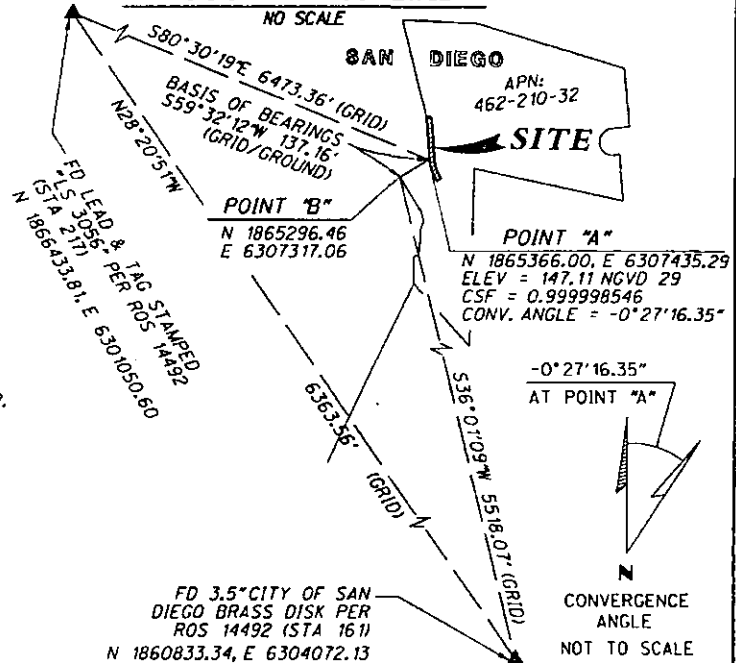 NO SCALE
SAN DIEGO
APN:
462-210-32
SITE
S80°30'19"E 6473.36' (GRID)
BASIS OF BEARINGS
S59°32'12"W 137.16'
(GRID/GROUND)
N28°20'51"W
6363.56' (GRID)
FD LEAD & TAG STAMPED
"LS 3056" PER ROS 14492
(STA 217)
N 1866433.81, E 6301050.60
POINT "B"
N 1865296.46
E 6307317.06
POINT "A"
N 1865366.00, E 6307435.29
ELEV = 147.11 NGVD 29
CSF = 0.999998546
CONV. ANGLE = -0°27'16.35"
S36°07'09"W 5518.07' (GRID)
-0°27'16.35"
AT POINT "A"
N
CONVERGENCE
ANGLE
NOT TO SCALE
FD 3.5" CITY OF SAN
DIEGO BRASS DISK PER
ROS 14492 (STA 161)
N 1860833.34, E 6304072.13